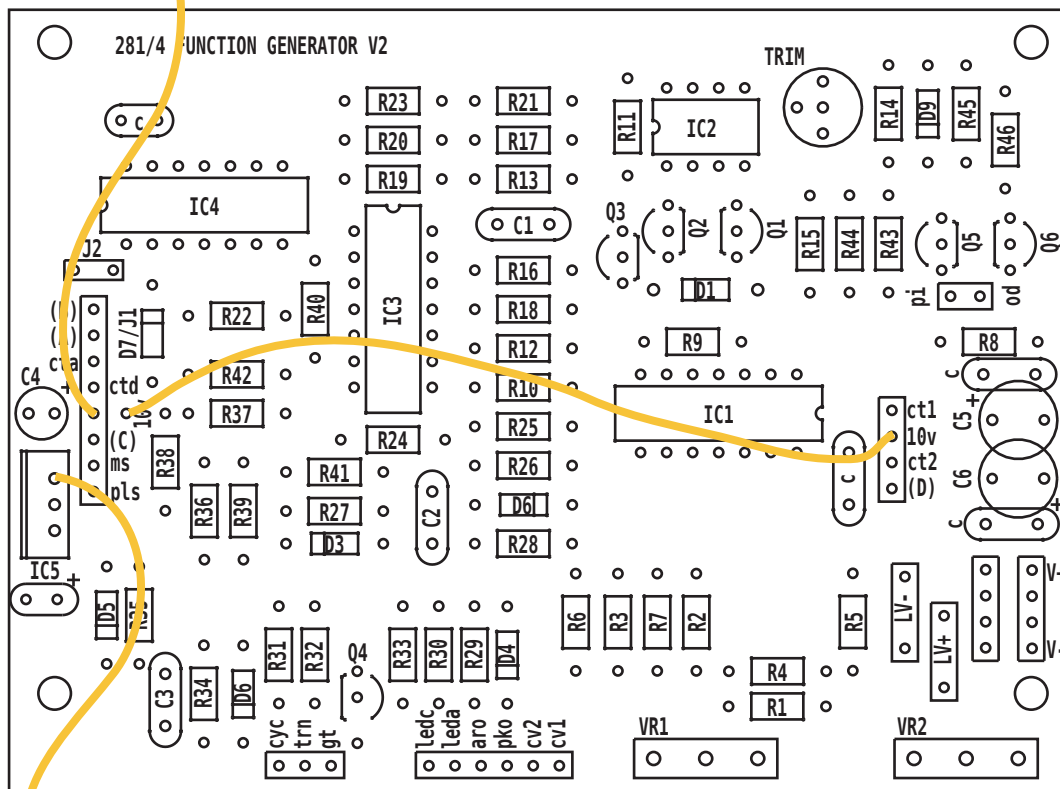 281/4 FUNCTION GENERATOR V2
TRIM
R23
R21
R14
D9
R45
C
R11
IC2
R46
R20
R17
R19
R13
IC4
Q3
Q2
Q1
C1
R15
R44
R43
Q5
Q6
J2
R16
D1
pi
od
(B)
(A)
cta
ctd
10v
(C)
ms
pls
D7/J1
R22
R40
IC3
R18
R12
R9
R8
C
C4
+
R42
R10
R37
IC1
ct1
10v
ct2
(D)
+
C5
R24
R25
R38
R41
R26
C
C6
+
C
R36
R39
R27
C2
D6
D3
R28
IC5
+
D5
R35
R6
R3
R7
R2
R5
LV-
LV+
V-
V-
R31
R32
Q4
R33
R30
R29
D4
C3
R34
D6
R4
R1
cyc
trn
gt
ledc
leda
aro
pko
cv2
cv1
VR1
VR2